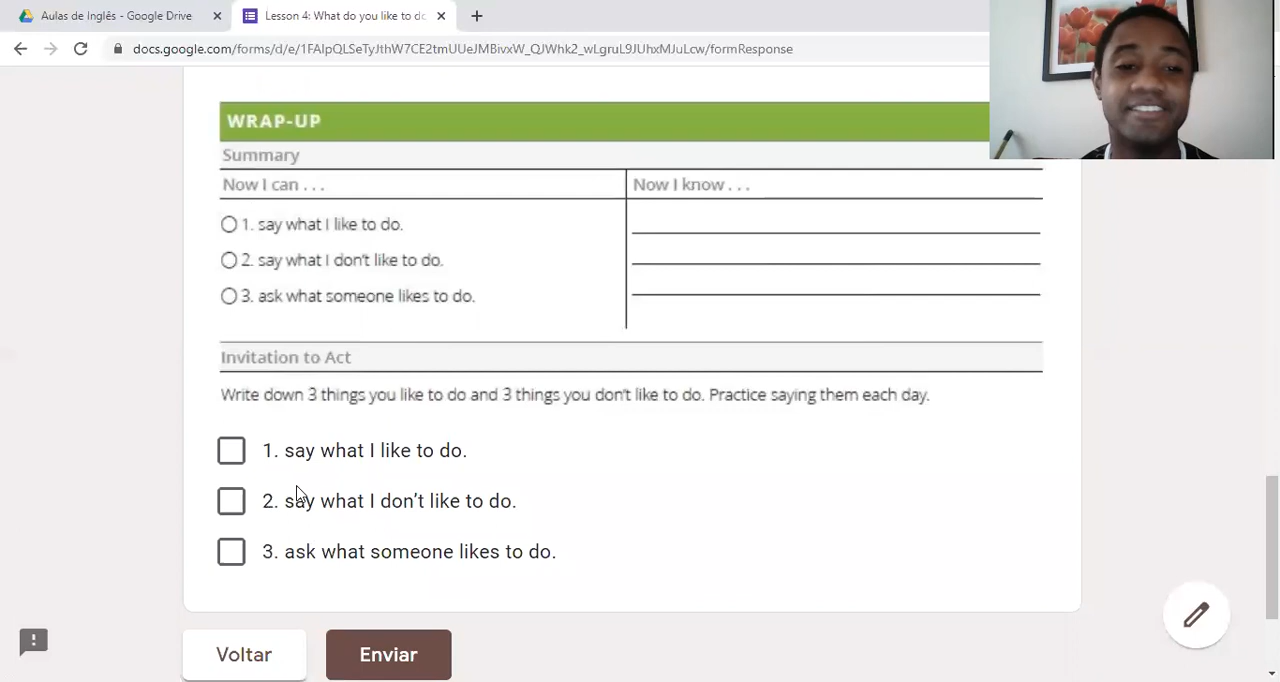 Aulas de Inglês - Google Drive
Lesson 4: What do you like to do
docs.google.com/forms/d/e/1FAIpQLSeTyJthW7CE2tmUUeJMBivxW_QJWhk2_wLgruL9JUhxMJuLcw/formResponse
WRAP-UP
Summary
Now I can . . .
Now I know . . .
1. say what I like to do.
2. say what I don't like to do.
3. ask what someone likes to do.
Invitation to Act
Write down 3 things you like to do and 3 things you don't like to do. Practice saying them each day.
1. say what I like to do.
2. say what I don’t like to do.
3. ask what someone likes to do.
Voltar
Enviar